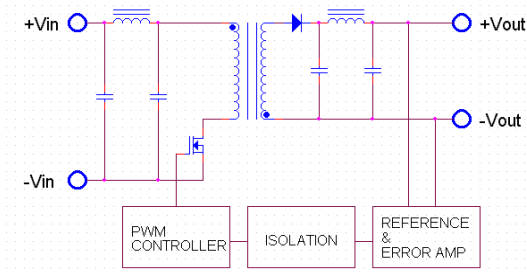 +Vin
+Vout
-Vout
-Vin
PWM
CONTROLLER
ISOLATION
REFERENCE
&
ERROR AMP